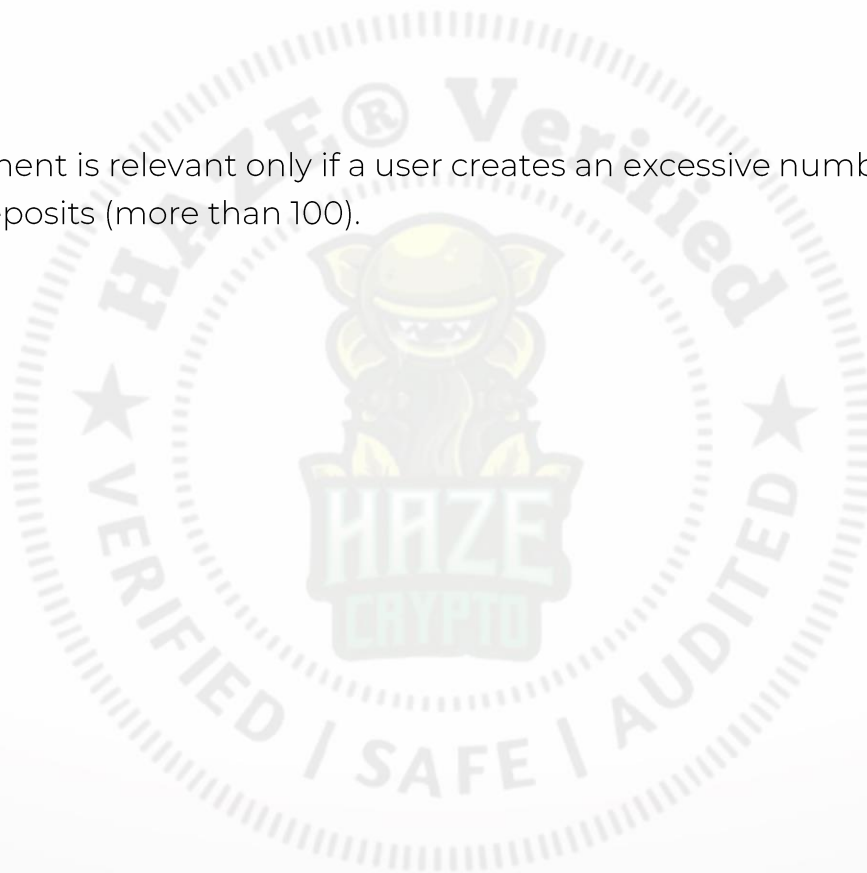 HAZE® Verified
nent is relevant only if a user creates an excessive numb
posits (more than 100).
HAZE
CRYPTO
VERIFIED | SAFE | AUDITED